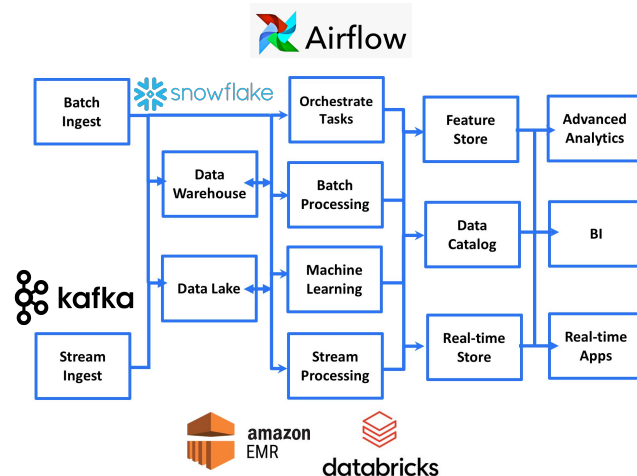 Airflow
snowflake
Batch
Ingest
Orchestrate
Tasks
Feature
Store
Advanced
Analytics
Data
Warehouse
Batch
Processing
Data
Catalog
BI
kafka
Data Lake
Machine
Learning
Stream
Ingest
Stream
Processing
Real-time
Store
Real-time
Apps
amazon
EMR
databricks